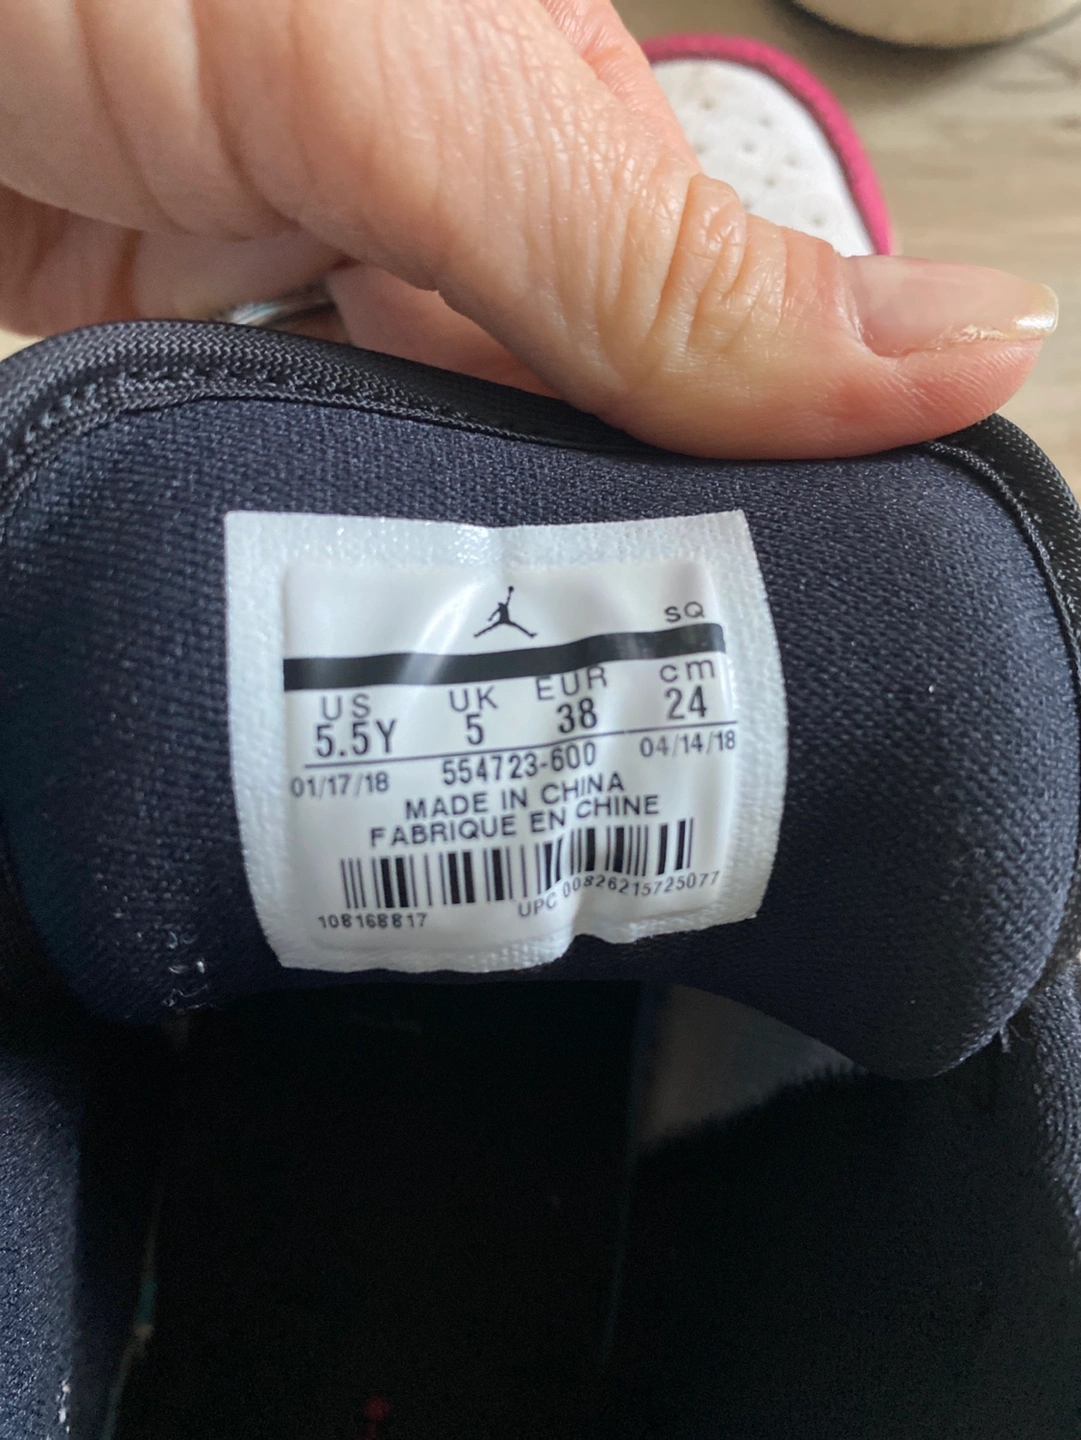 SQ
US UK EUR cm
5.5Y 5 38 24
01/17/18 554723-600 04/14/18
MADE IN CHINA
FABRIQUE EN CHINE
108168817 UPC 00826215725077